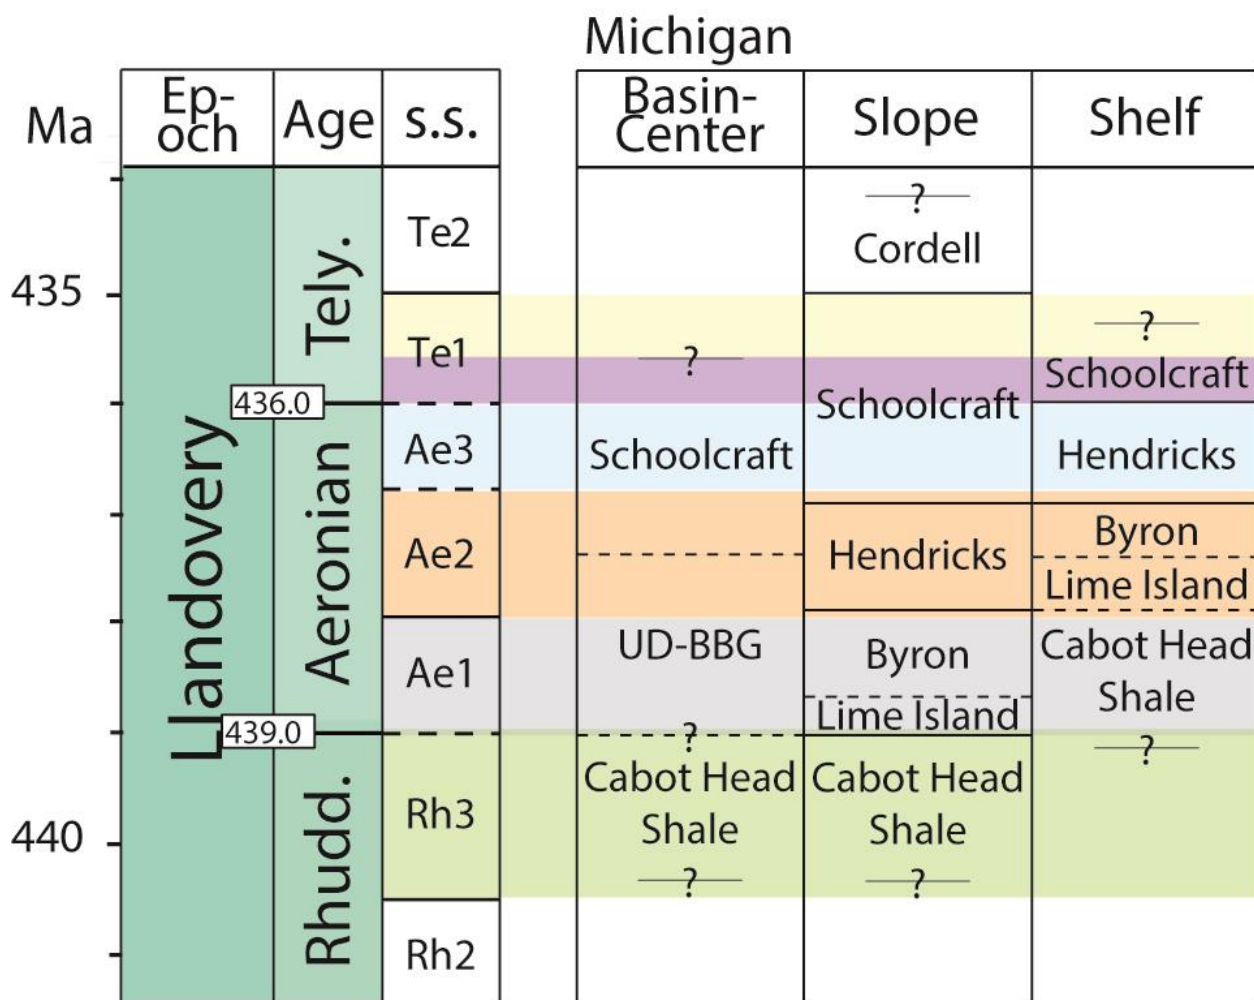 Michigan
Ma
Ep-
och
Age
s.s.
Basin-
Center
Slope
Shelf
?
Te2
Cordell
Tely.
435
?
Te1
?
Schoolcraft
436.0
Schoolcraft
Ae3
Schoolcraft
Hendricks
Llandovery
Aeronian
Byron
Ae2
Hendricks
Lime Island
UD-BBG
Byron
Cabot Head
Shale
Ae1
Lime Island
439.0
?
?
Cabot Head
Shale
Cabot Head
Shale
Rh3
440
Rhudd.
?
?
Rh2